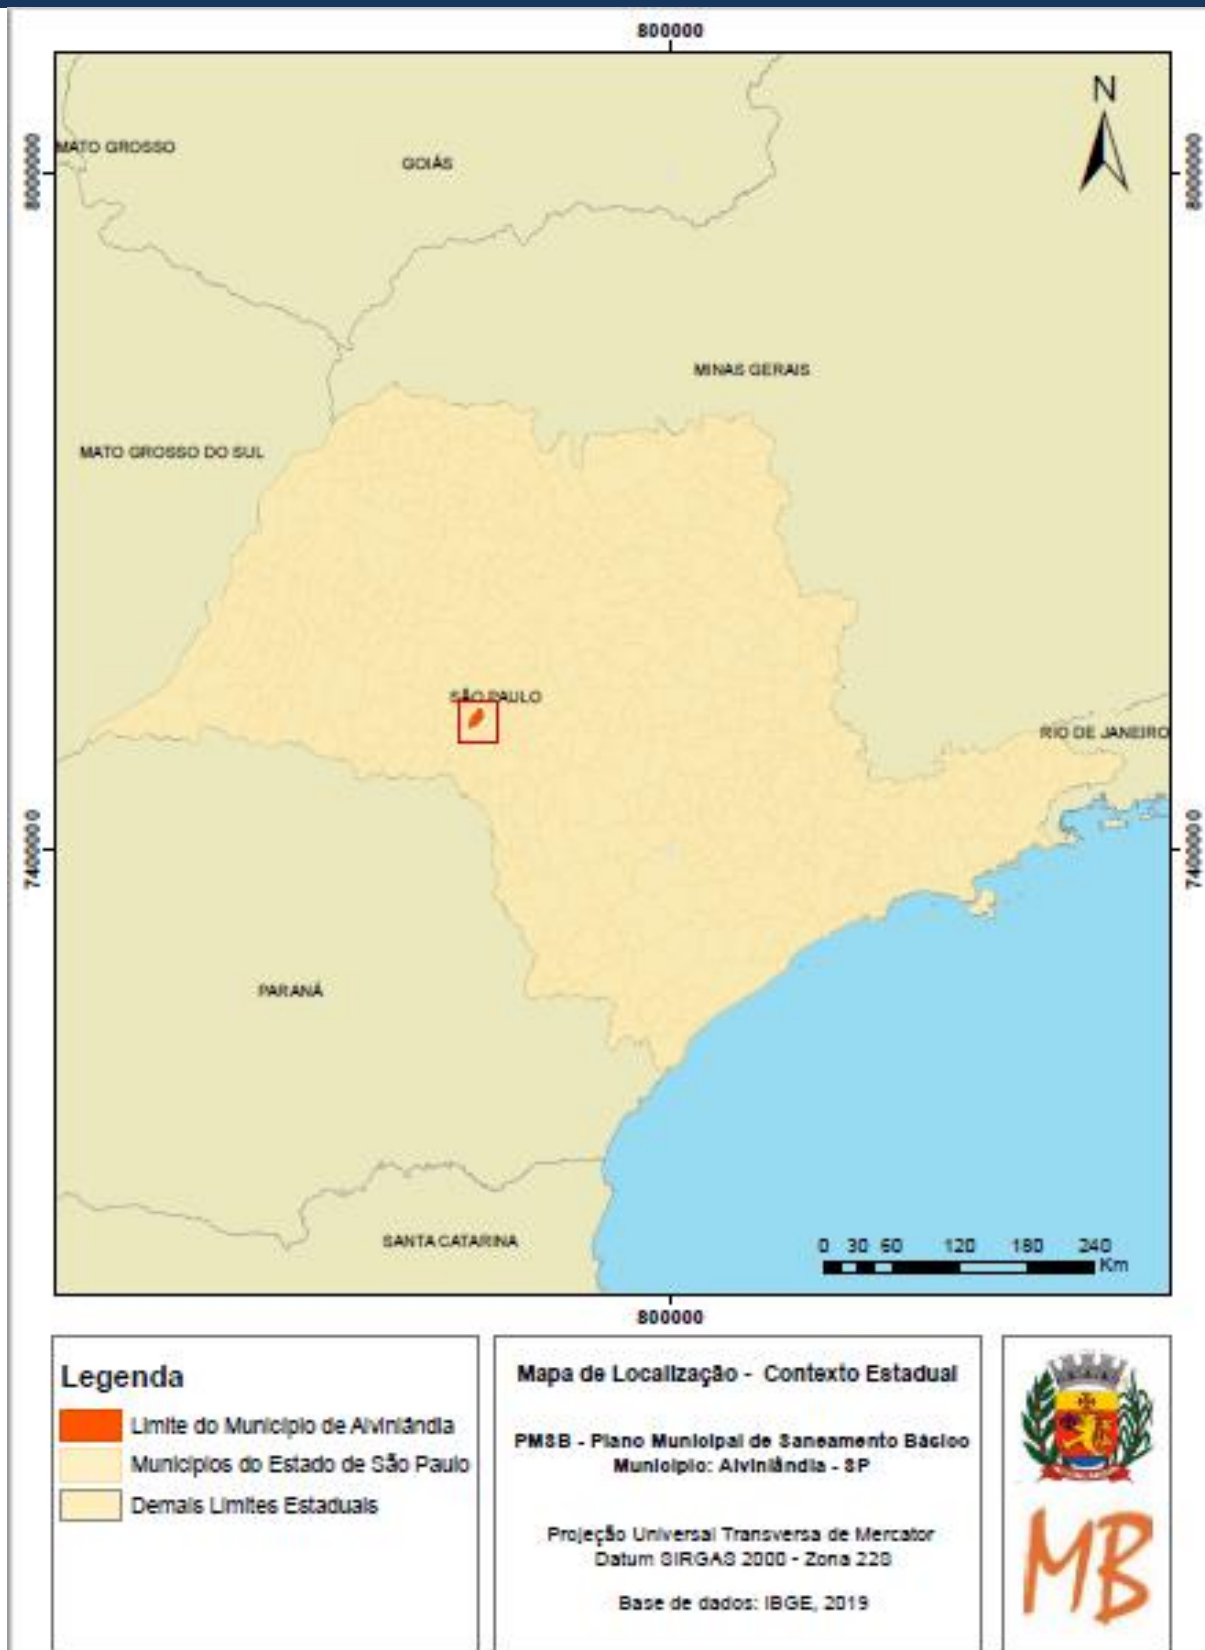 800000
N
MATO GROSSO
GOIÁS
8000000
8000000
MINAS GERAIS
MATO GROSSO DO SUL
SÃO PAULO
RIO DE JANEIRO
7400000
7400000
PARANÁ
SANTA CATARINA
0 30 60 120 180 240
Km
800000
Legenda
Limite do Município de Alvinlândia
Municípios do Estado de São Paulo
Demais Limites Estaduais
Mapa de Localização - Contexto Estadual
PMSB - Plano Municipal de Saneamento Básico
Município: Alvinlândia - SP
Projeção Universal Transversa de Mercator
Datum SIRGAS 2000 - Zona 22S
Base de dados: IBGE, 2019
MB